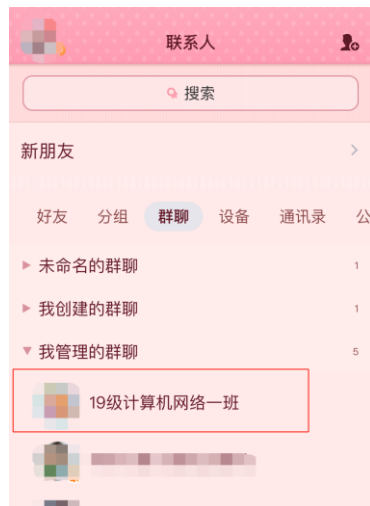 联系人
搜索
新朋友
好友 分组 群聊 设备 通讯录
未命名的群聊 1
我创建的群聊 1
我管理的群聊 5
19级计算机网络一班